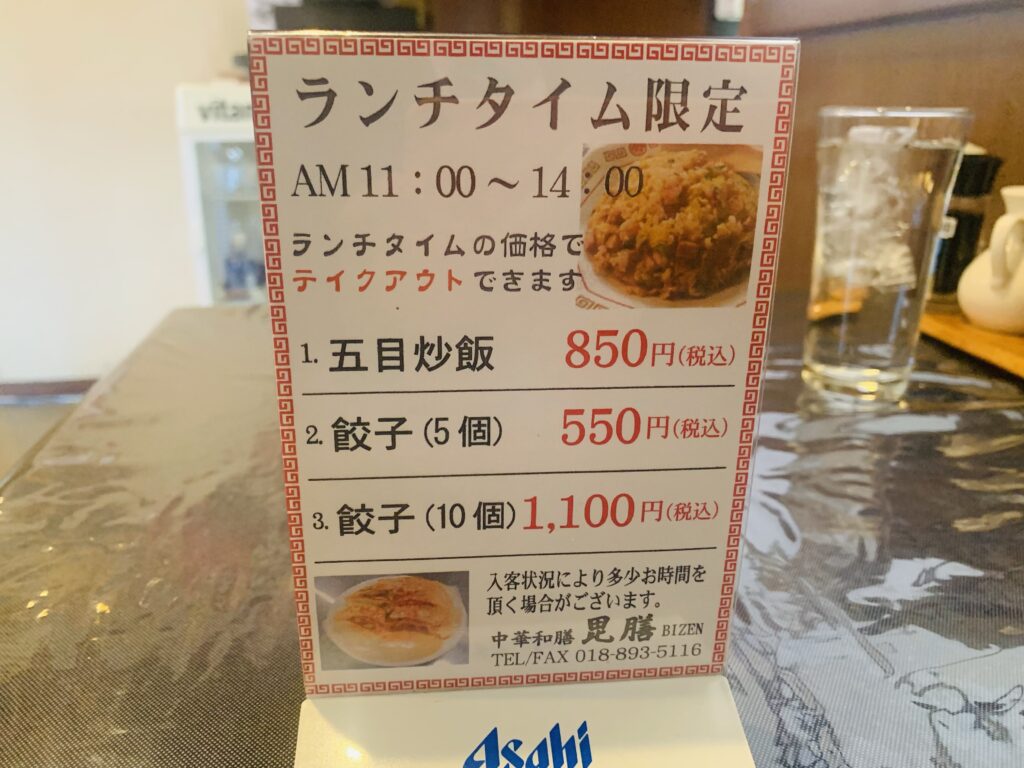 ランチタイム限定
AM 11：00～14：00
ランチタイムの価格で
テイクアウトできます
1. 五目炒飯 850円(税込)
2. 餃子(5個) 550円(税込)
3. 餃子(10個) 1,100円(税込)
入客状況により多少お時間を
頂く場合がございます。
中華和膳 毘膳 BIZEN
TEL/FAX 018-893-5116
Asahi